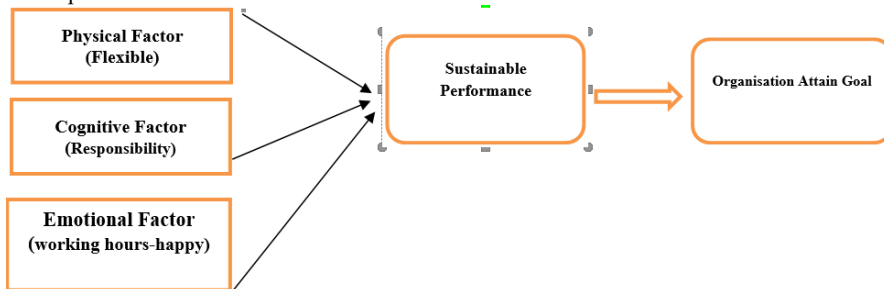 Physical Factor
(Flexible)
Cognitive Factor
(Responsibility)
Emotional Factor
(working hours-happy)
Sustainable
Performance
Organisation Attain Goal